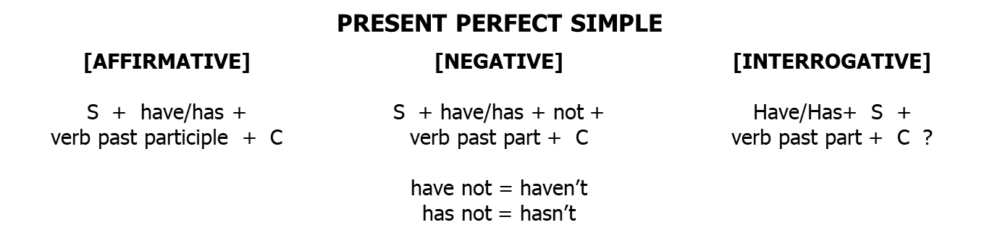 PRESENT PERFECT SIMPLE
[AFFIRMATIVE]
S + have/has +
verb past participle + C
[NEGATIVE]
S + have/has + not +
verb past part + C
have not = haven’t
has not = hasn’t
[INTERROGATIVE]
Have/Has+ S +
verb past part + C ?